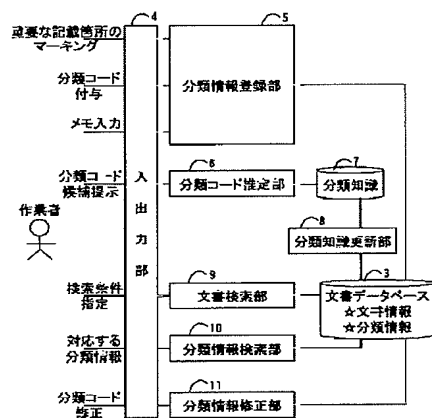 重要な記載箇所の
マーキング
分類コード
付与
メモ入力
分類コード
候補提示
作業者
検索条件
指定
対応する
分類情報
分類コード
修正
4
入出力部
5
分類情報登録部
6
分類コード推定部
7
分類知識
8
分類知識更新部
9
文書検索部
3
文書データベース
☆文書情報
☆分類情報
10
分類情報検索部
11
分類情報修正部